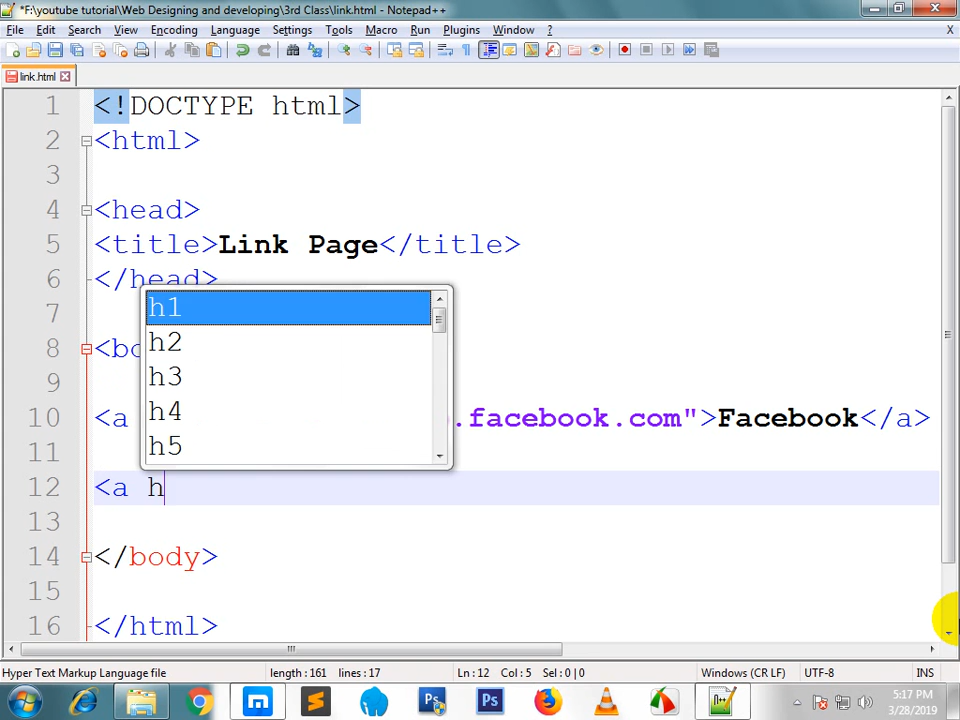 *F:\youtube tutorial\Web Designing and developing\3rd Class\link.html - Notepad++
File Edit Search View Encoding Language Settings Tools Macro Run Plugins Window ? X
link.html
1 <!DOCTYPE html>
2 <html>
3
4 <head>
5 <title>Link Page</title>
6 </head>
7
8 <bo
9
10 <a .facebook.com">Facebook</a>
11
12 <a h
13
14 </body>
15
16 </html>
h1
h2
h3
h4
h5
Hyper Text Markup Language file length : 161 lines : 17 Ln : 12 Col : 5 Sel : 0 | 0 Windows (CR LF) UTF-8 INS
5:17 PM
3/28/2019